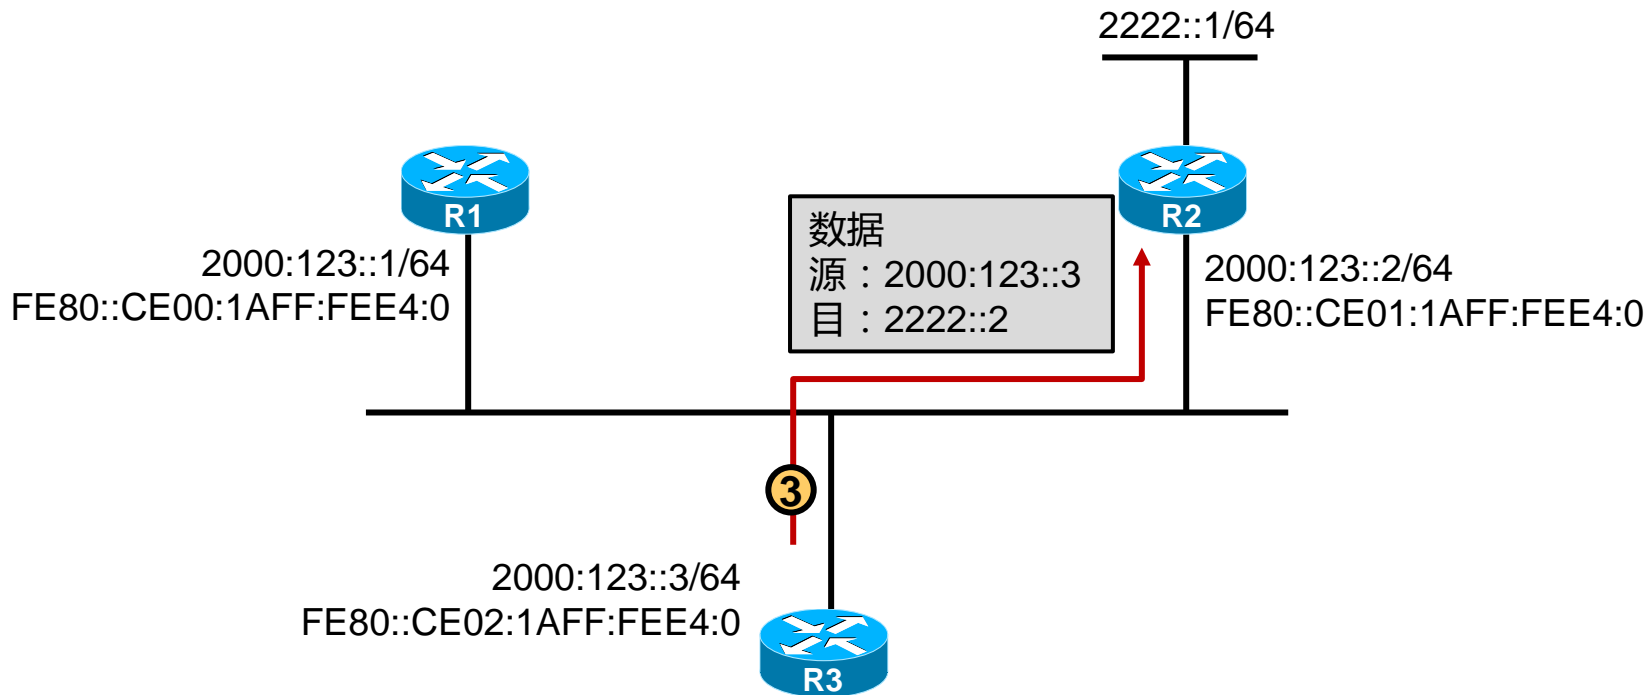 2222::1/64
R1
R2
数据
源：2000:123::3
目：2222::2
2000:123::1/64
FE80::CE00:1AFF:FEE4:0
2000:123::2/64
FE80::CE01:1AFF:FEE4:0
3
2000:123::3/64
FE80::CE02:1AFF:FEE4:0
R3